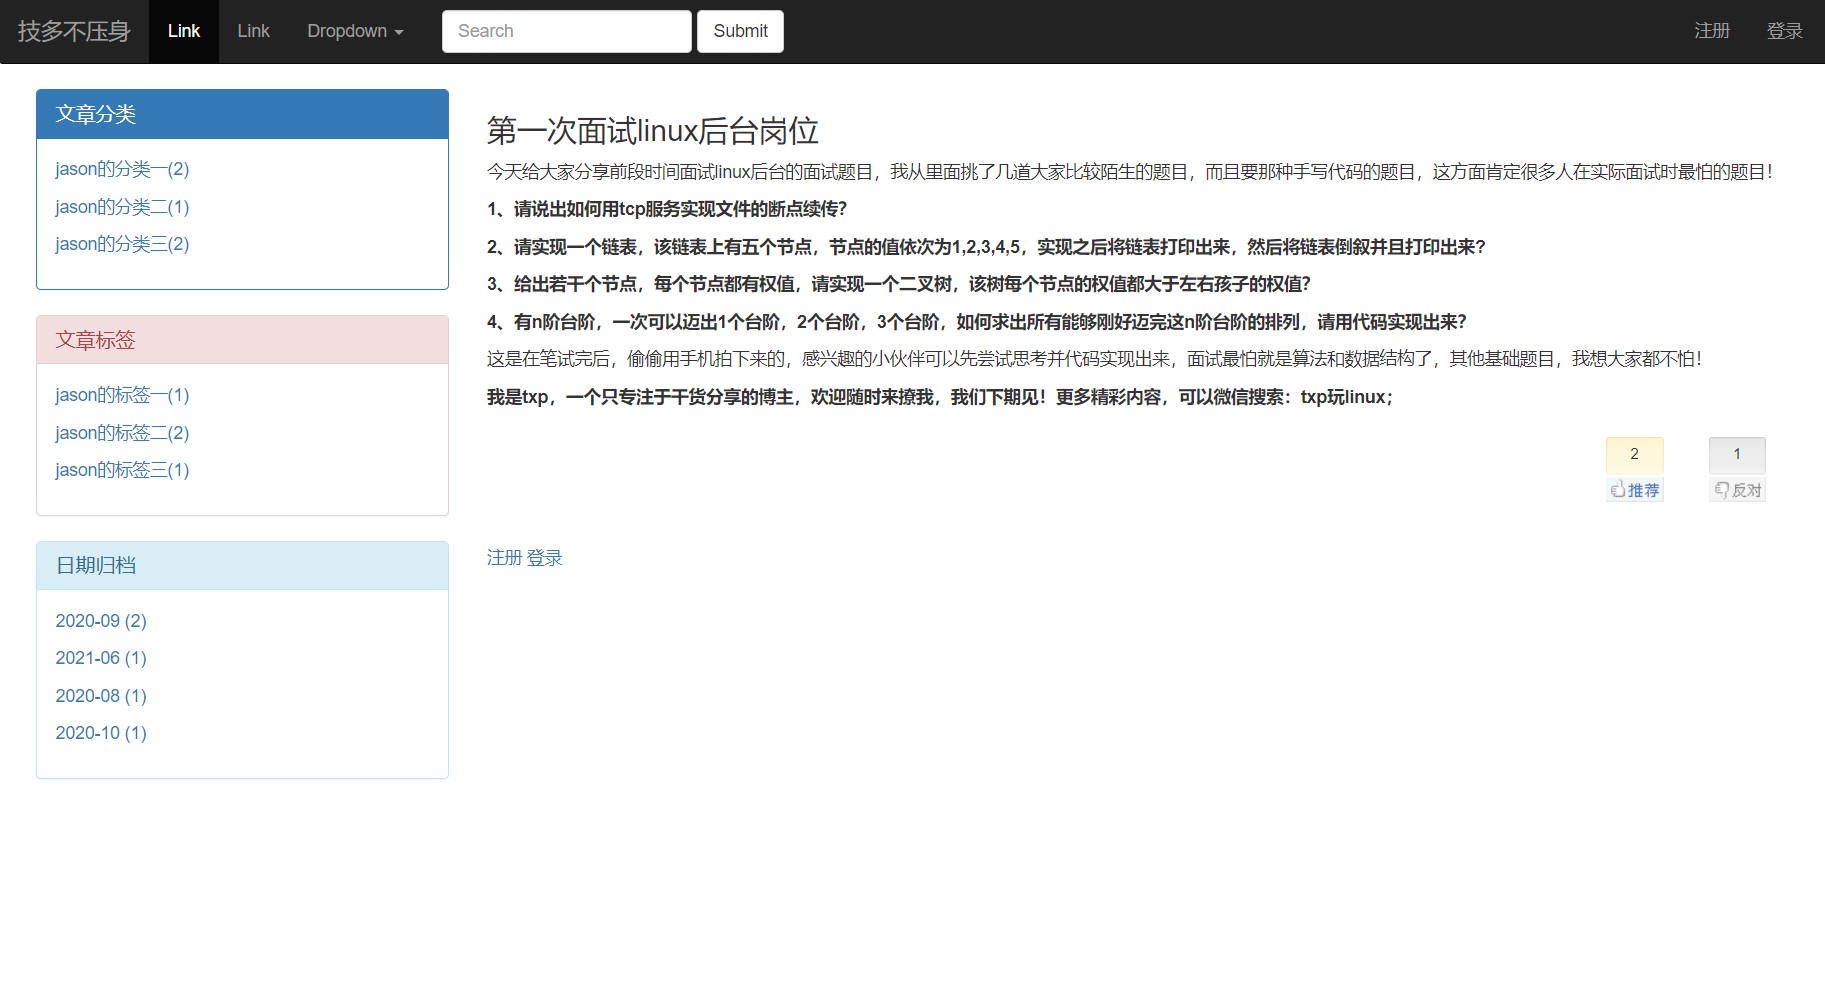 技多不压身 Link Link Dropdown Search Submit 注册 登录
文章分类
jason的分类一(2)
jason的分类二(1)
jason的分类三(2)
文章标签
jason的标签一(1)
jason的标签二(2)
jason的标签三(1)
日期归档
2020-09 (2)
2021-06 (1)
2020-08 (1)
2020-10 (1)
第一次面试linux后台岗位
今天给大家分享前段时间面试linux后台的面试题目，我从里面挑了几道大家比较陌生的题目，而且要那种手写代码的题目，这方面肯定很多人在实际面试时最怕的题目！
1、请说出如何用tcp服务实现文件的断点续传？
2、请实现一个链表，该链表上有五个节点，节点的值依次为1,2,3,4,5，实现之后将链表打印出来，然后将链表倒叙并且打印出来?
3、给出若干个节点，每个节点都有权值，请实现一个二叉树，该树每个节点的权值都大于左右孩子的权值？
4、有n阶台阶，一次可以迈出1个台阶，2个台阶，3个台阶，如何求出所有能够刚好迈完这n阶台阶的排列，请用代码实现出来？
这是在笔试完后，偷偷用手机拍下来的，感兴趣的小伙伴可以先尝试思考并代码实现出来，面试最怕就是算法和数据结构了，其他基础题目，我想大家都不怕！
我是txp，一个只专注于干货分享的博主，欢迎随时来撩我，我们下期见！更多精彩内容，可以微信搜索：txp玩linux；
2 1
推荐 反对
注册 登录